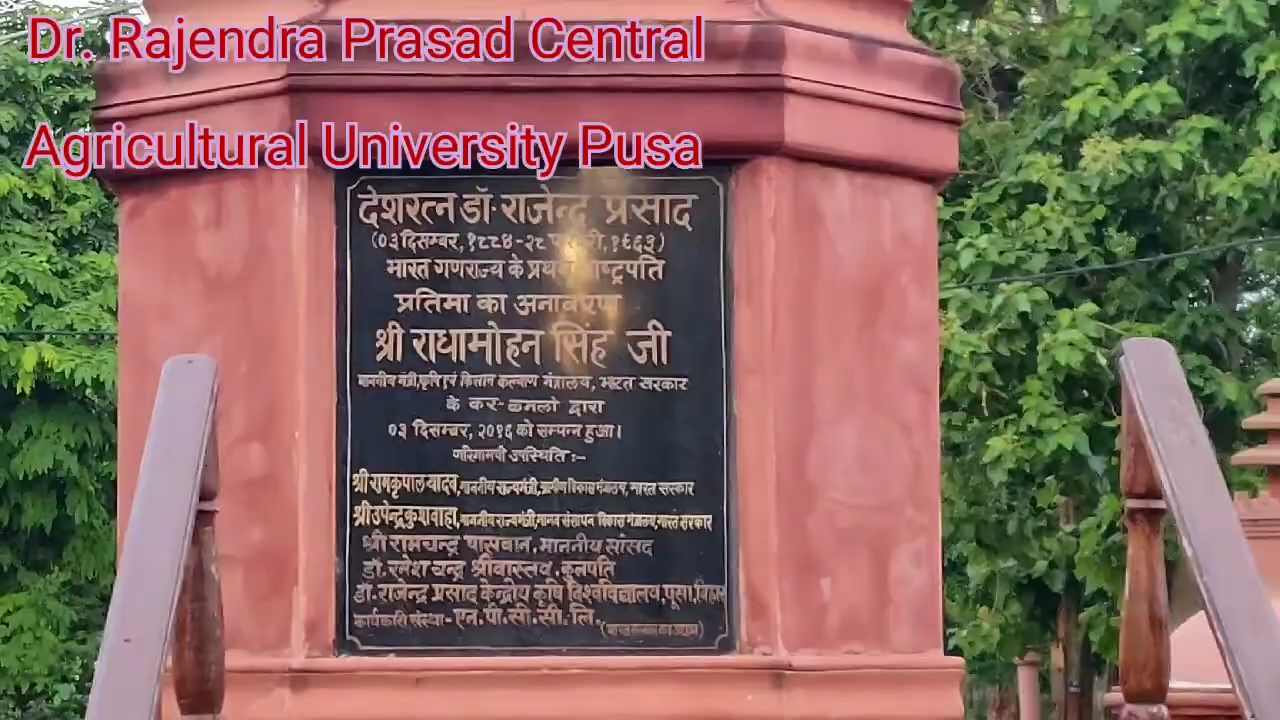 Dr. Rajendra Prasad Central
Agricultural University Pusa
देशरत्न डॉ. राजेन्द्र प्रसाद
(०३ दिसम्बर, १८८४-२८ फरवरी, १९६३)
भारत गणराज्य के प्रथम राष्ट्रपति
प्रतिमा का अनावरण
श्री राधामोहन सिंह जी
माननीय मंत्री, कृषि एवं किसान कल्याण मंत्रालय, भारत सरकार
के कर-कमलो द्वारा
०३ दिसम्बर, २०१६ को सम्पन्न हुआ।
गरिमामयी उपस्थिति :-
श्री रामकृपाल यादव, माननीय राज्यमंत्री, ग्रामीण विकास मंत्रालय, भारत सरकार
श्री उपेन्द्र कुशवाहा, माननीय राज्यमंत्री, मानव संसाधन विकास मंत्रालय, भारत सरकार
श्री रामचन्द्र पासवान, माननीय सांसद
डॉ. रमेश चन्द्र श्रीवास्तव, कुलपति
डॉ. राजेन्द्र प्रसाद केन्द्रीय कृषि विश्वविद्यालय, पूसा, बिहार
कार्यकारी संस्था- एन. पी. सी. सी. लि.